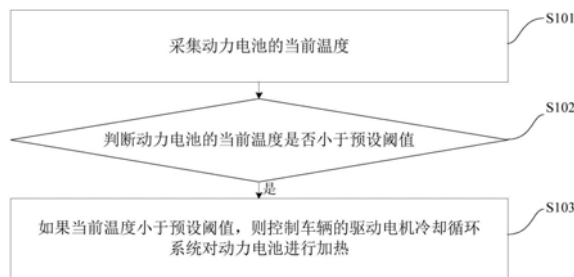 采集动力电池的当前温度
S101
判断动力电池的当前温度是否小于预设阈值
S102
是
如果当前温度小于预设阈值，则控制车辆的驱动电机冷却循环
系统对动力电池进行加热
S103